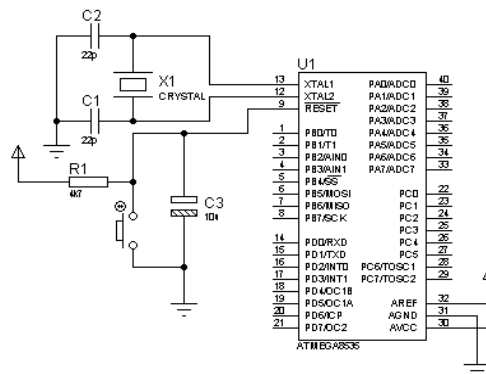 C2
22p
X1
CRYSTAL
C1
22p
R1
4K7
C3
10u
U1
13 XTAL1 PA0/ADC0 40
12 XTAL2 PA1/ADC1 39
9 RESET PA2/ADC2 38
PA3/ADC3 37
1 PB0/T0 PA4/ADC4 36
2 PB1/T1 PA5/ADC5 35
3 PB2/AIN0 PA6/ADC6 34
4 PB3/AIN1 PA7/ADC7 33
5 PB4/SS
6 PB5/MOSI PC0 22
7 PB6/MISO PC1 23
8 PB7/SCK PC2 24
PC3 25
14 PD0/RXD PC4 26
15 PD1/TXD PC5 27
16 PD2/INT0 PC6/TOSC1 28
17 PD3/INT1 PC7/TOSC2 29
18 PD4/OC1B
19 PD5/OC1A AREF 32
20 PD6/ICP AGND 31
21 PD7/OC2 AVCC 30
ATMEGA8535